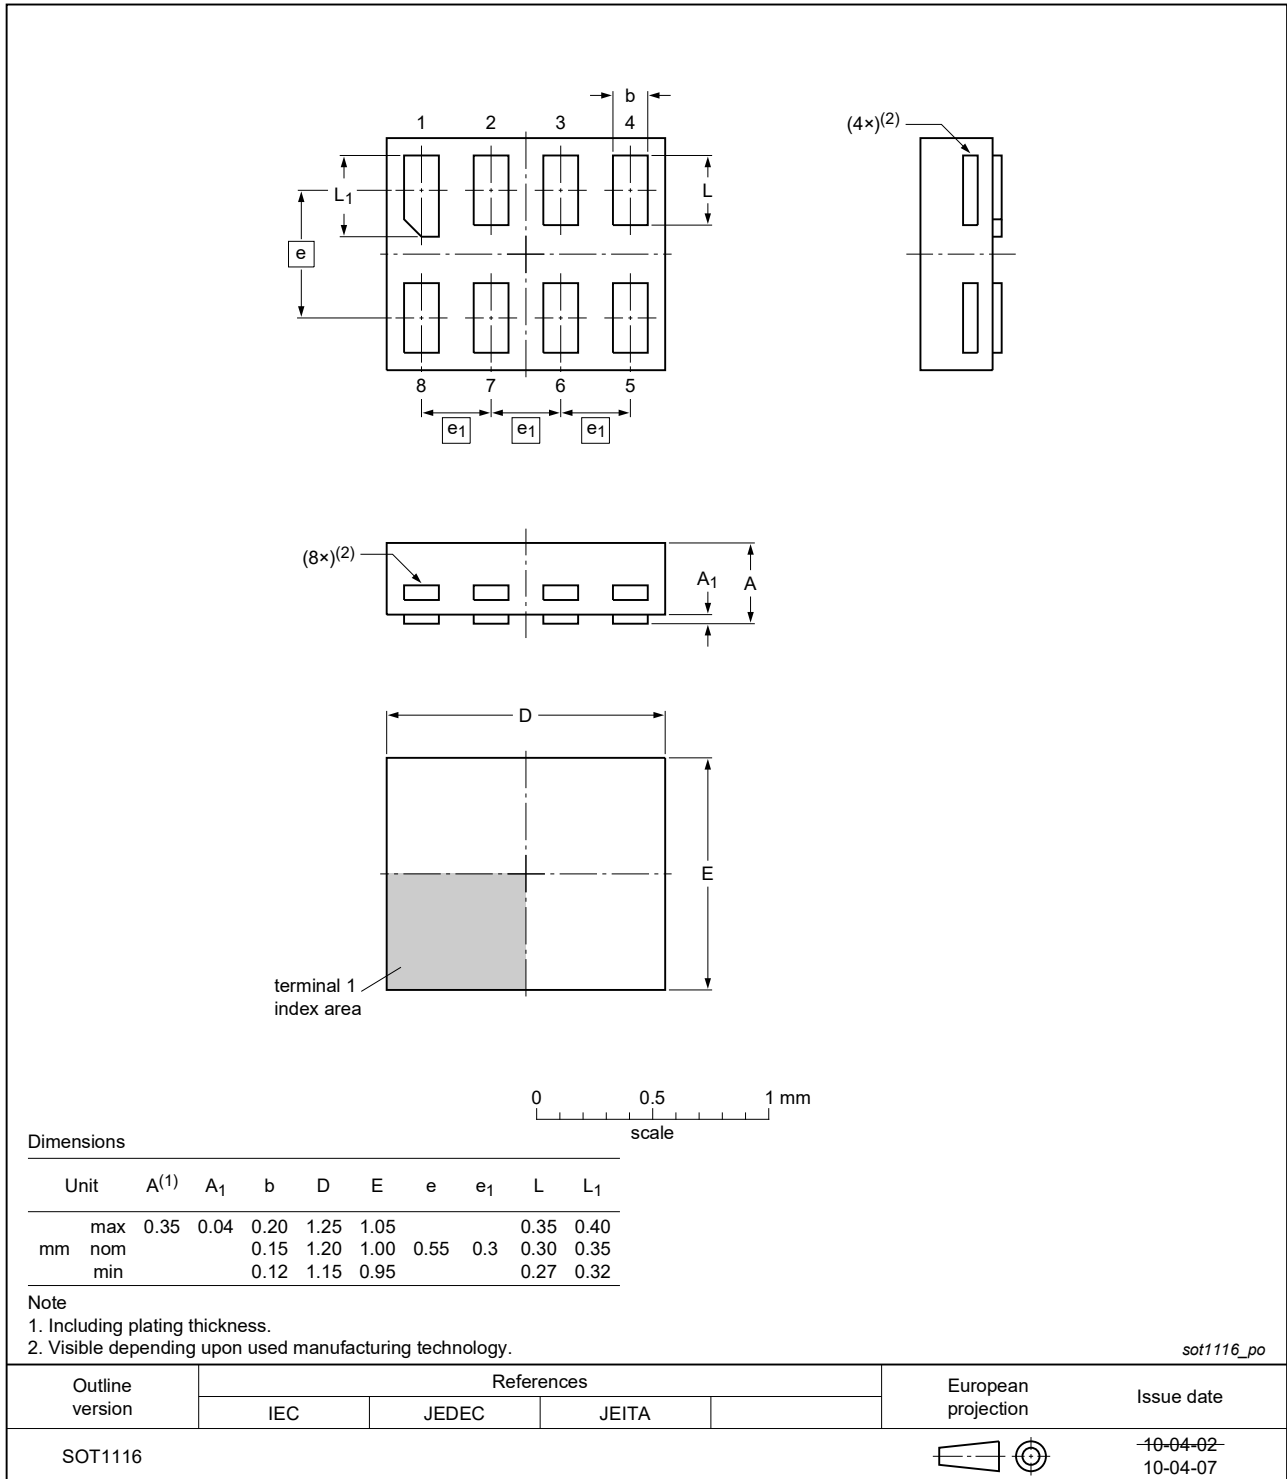 b
1 2 3 4
(4×)(2)
L1
L
e
8 7 6 5
e1 e1 e1
(8×)(2)
A1 A
D
E
terminal 1
index area
0 0.5 1 mm
scale
Dimensions
Unit A(1) A1 b D E e e1 L L1
max 0.35 0.04 0.20 1.25 1.05 0.35 0.40
mm nom 0.15 1.20 1.00 0.55 0.3 0.30 0.35
min 0.12 1.15 0.95 0.27 0.32
Note
1. Including plating thickness.
2. Visible depending upon used manufacturing technology.
sot1116_po
Outline
version
References
IEC JEDEC JEITA
European
projection
Issue date
SOT1116
10-04-02
10-04-07